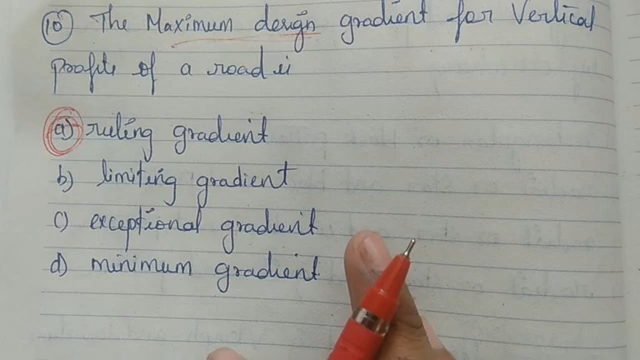 10) The Maximum design gradient for Vertical
profile of a road is
a) ruling gradient
b) limiting gradient
c) exceptional gradient
d) minimum gradient